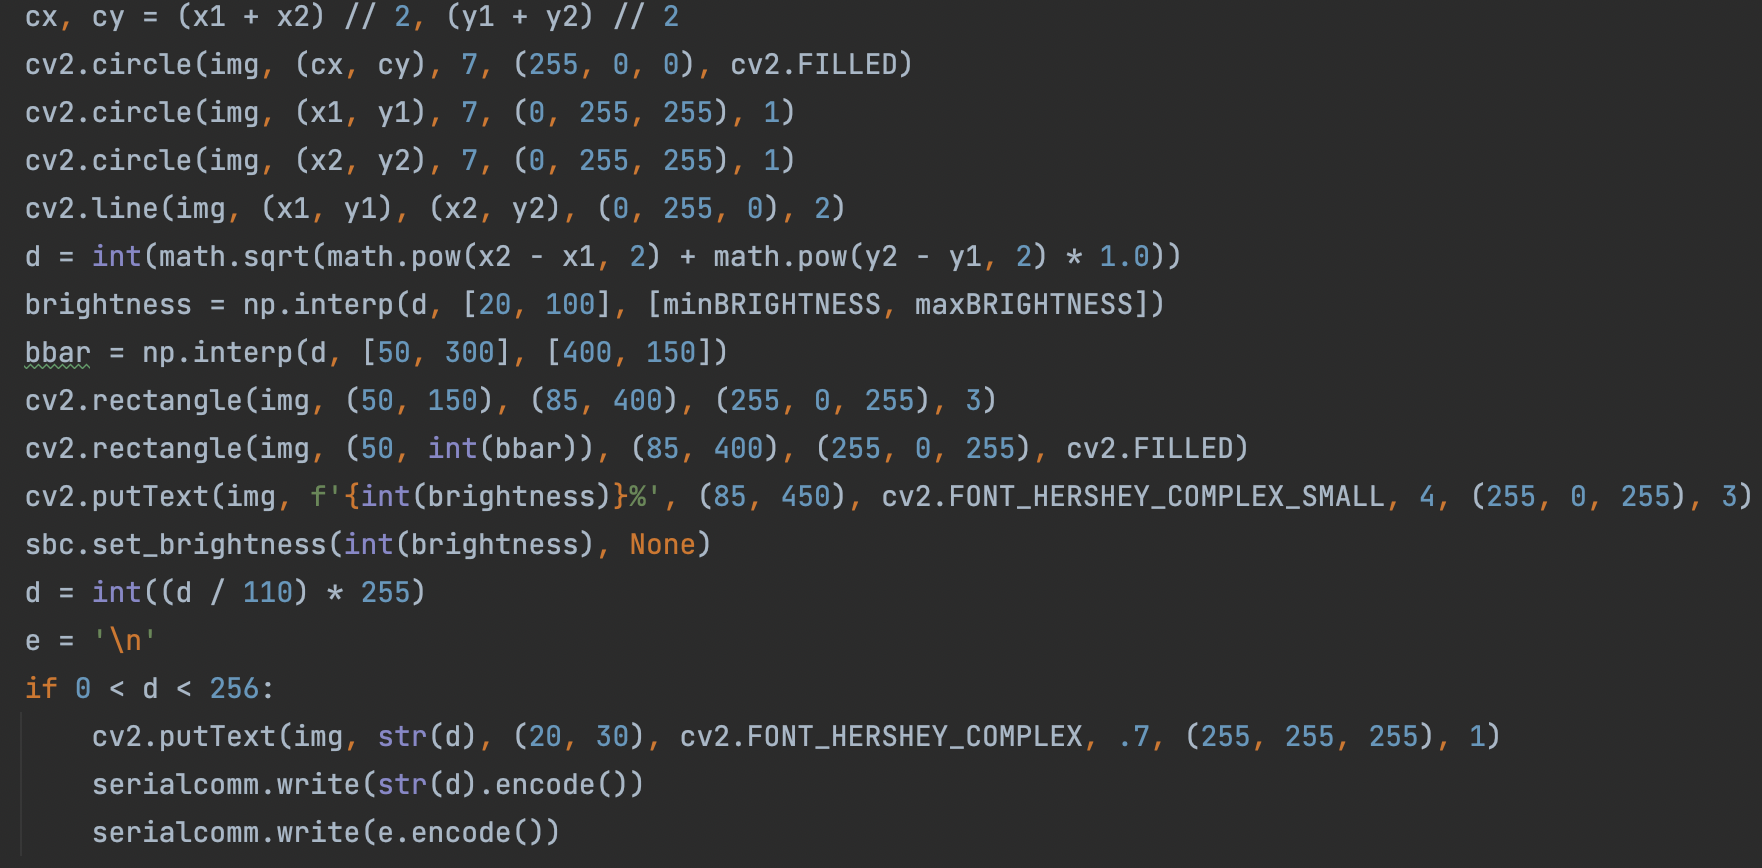 cx, cy = (x1 + x2) // 2, (y1 + y2) // 2
cv2.circle(img, (cx, cy), 7, (255, 0, 0), cv2.FILLED)
cv2.circle(img, (x1, y1), 7, (0, 255, 255), 1)
cv2.circle(img, (x2, y2), 7, (0, 255, 255), 1)
cv2.line(img, (x1, y1), (x2, y2), (0, 255, 0), 2)
d = int(math.sqrt(math.pow(x2 - x1, 2) + math.pow(y2 - y1, 2) * 1.0))
brightness = np.interp(d, [20, 100], [minBRIGHTNESS, maxBRIGHTNESS])
bbar = np.interp(d, [50, 300], [400, 150])
cv2.rectangle(img, (50, 150), (85, 400), (255, 0, 255), 3)
cv2.rectangle(img, (50, int(bbar)), (85, 400), (255, 0, 255), cv2.FILLED)
cv2.putText(img, f'{int(brightness)}%', (85, 450), cv2.FONT_HERSHEY_COMPLEX_SMALL, 4, (255, 0, 255), 3)
sbc.set_brightness(int(brightness), None)
d = int((d / 110) * 255)
e = '\n'
if 0 < d < 256:
    cv2.putText(img, str(d), (20, 30), cv2.FONT_HERSHEY_COMPLEX, .7, (255, 255, 255), 1)
    serialcomm.write(str(d).encode())
    serialcomm.write(e.encode())